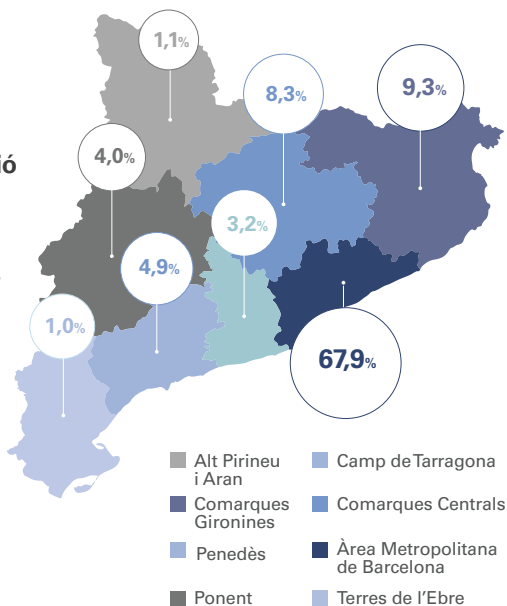 1,1%
8,3%
9,3%
4,0%
ió
3,2%
4,9%
1,0%
67,9%
Alt Pirineu
i Aran
Comarques
Gironines
Penedès
Ponent
Camp de Tarragona
Comarques Centrals
Àrea Metropolitana
de Barcelona
Terres de l'Ebre